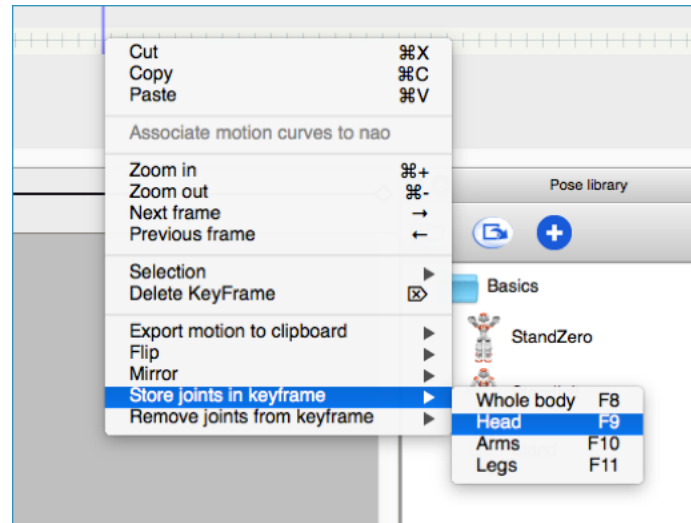 Cut ⌘X
Copy ⌘C
Paste ⌘V
Associate motion curves to nao
Zoom in ⌘+
Zoom out ⌘-
Next frame →
Previous frame ←
Pose library
Selection ▶
Delete KeyFrame ⌦
Basics
StandZero
Export motion to clipboard ▶
Flip ▶
Mirror ▶
Store joints in keyframe ▶
Remove joints from keyframe ▶
Whole body F8
Head F9
Arms F10
Legs F11